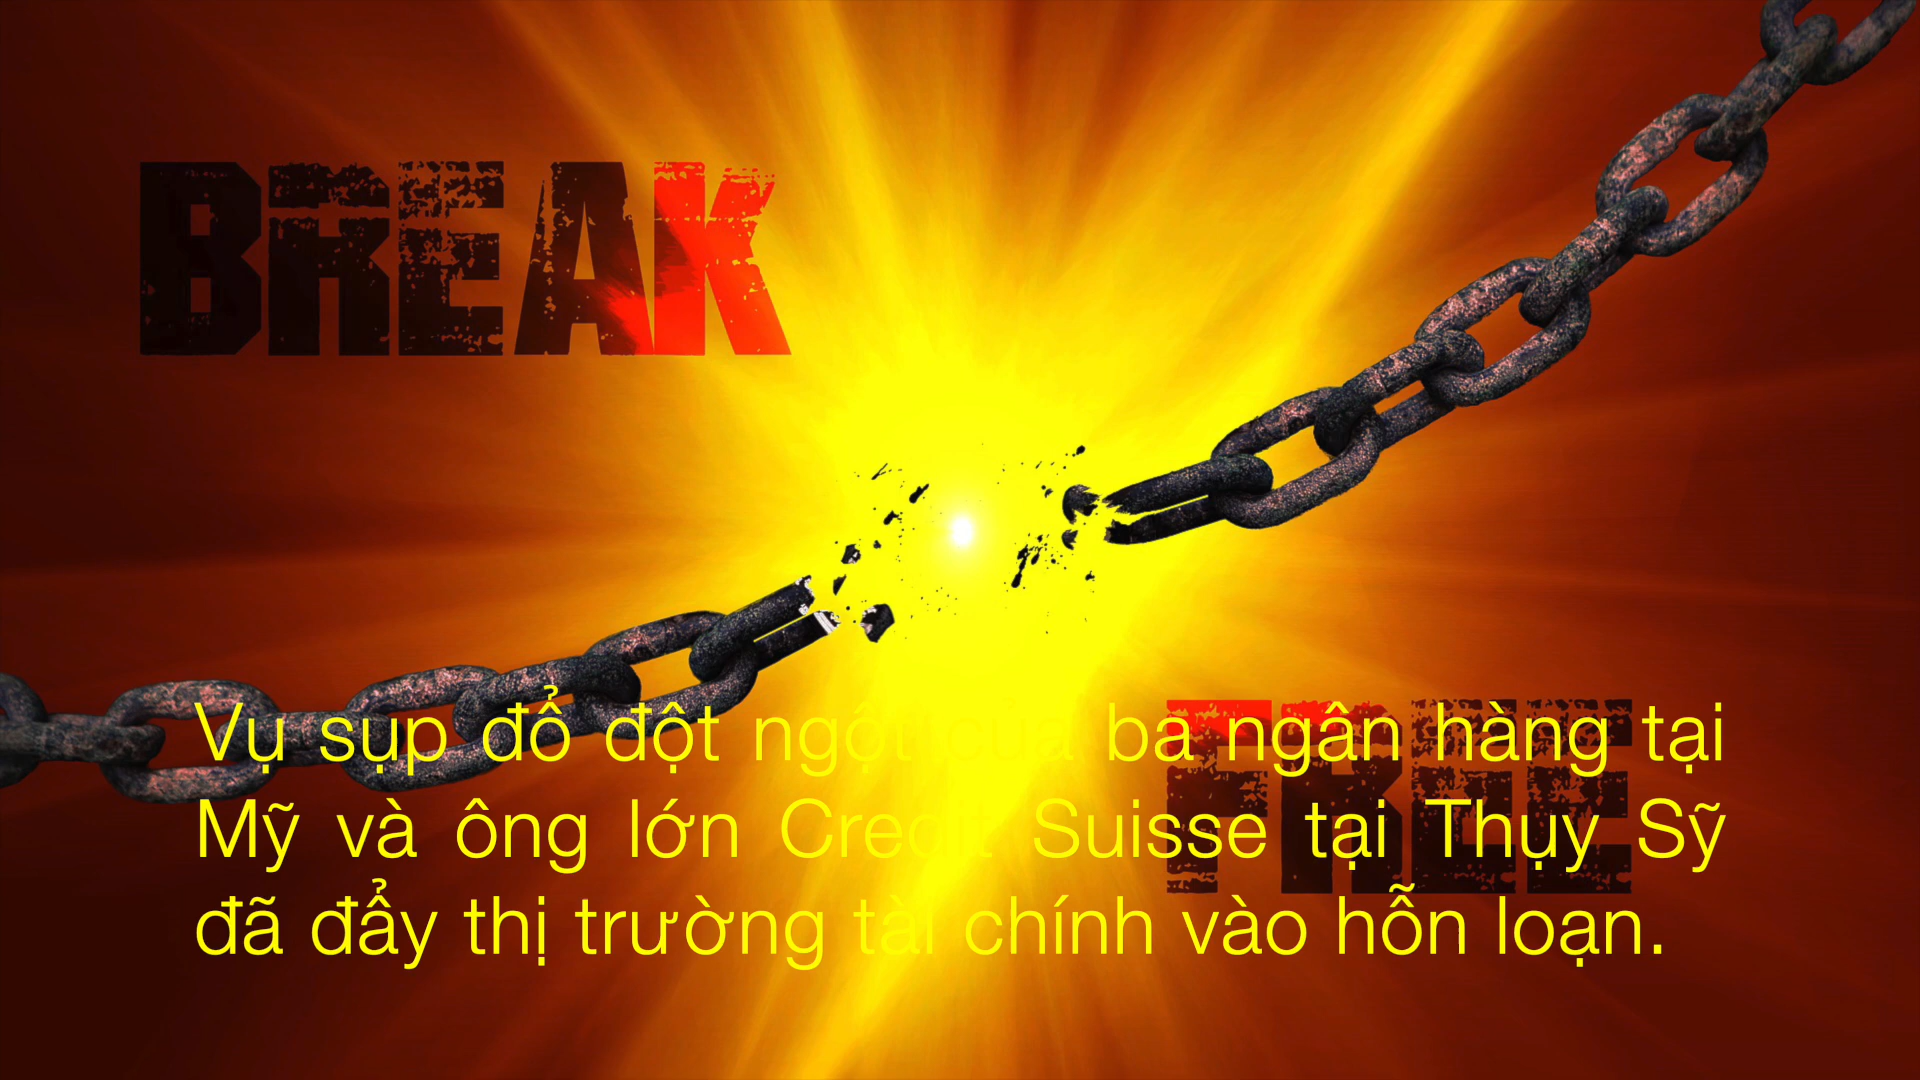 BREAK
FREE
Vụ sụp đổ đột ngột của ba ngân hàng tại
Mỹ và ông lớn Credit Suisse tại Thụy Sỹ
đã đẩy thị trường tài chính vào hỗn loạn.